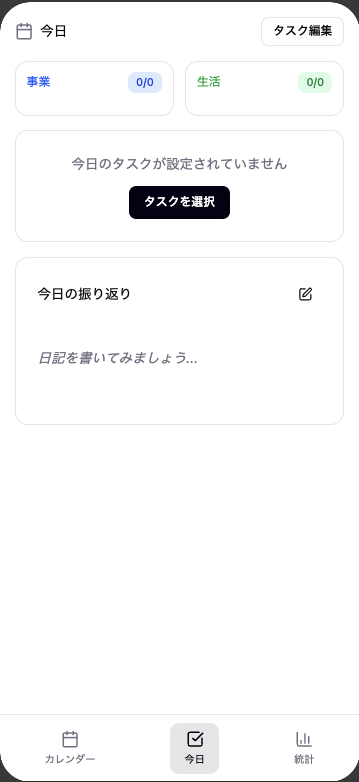 今日
タスク編集
事業
0/0
生活
0/0
今日のタスクが設定されていません
タスクを選択
今日の振り返り
日記を書いてみましょう...
カレンダー
今日
統計